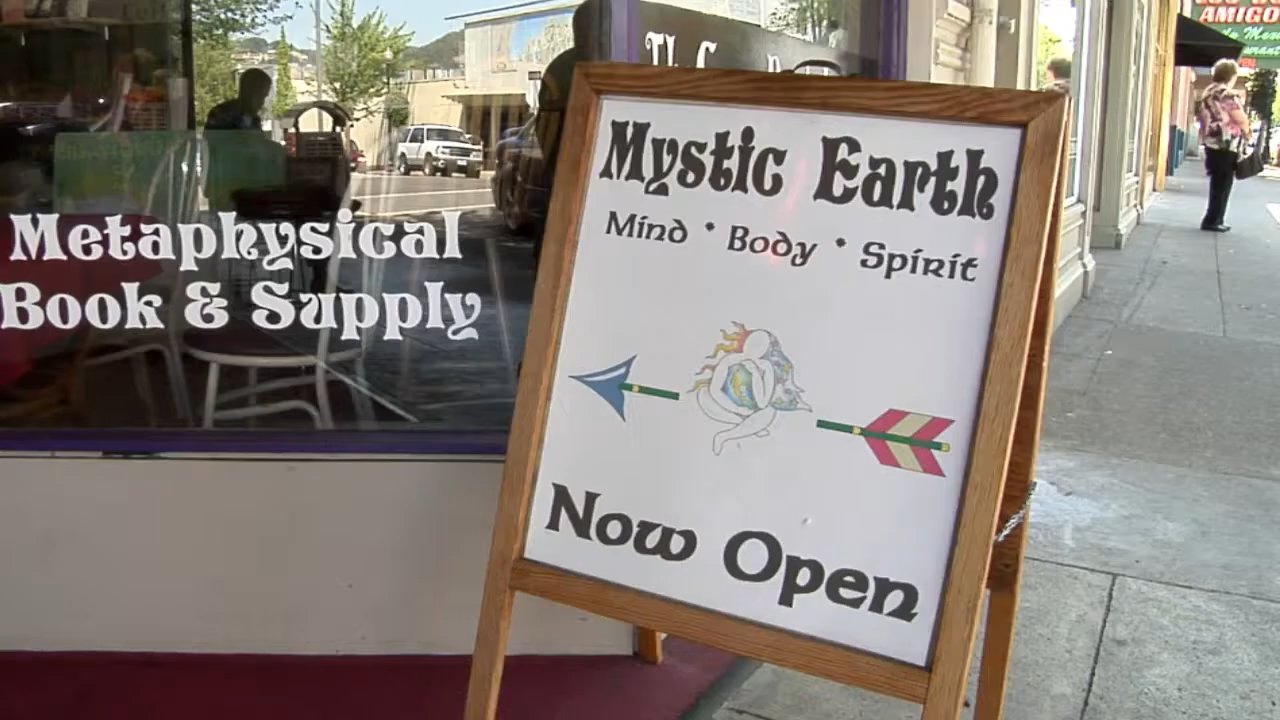 Metaphysical
Book & Supply
Mystic Earth
Mind • Body • Spirit
Now Open
AMIGO